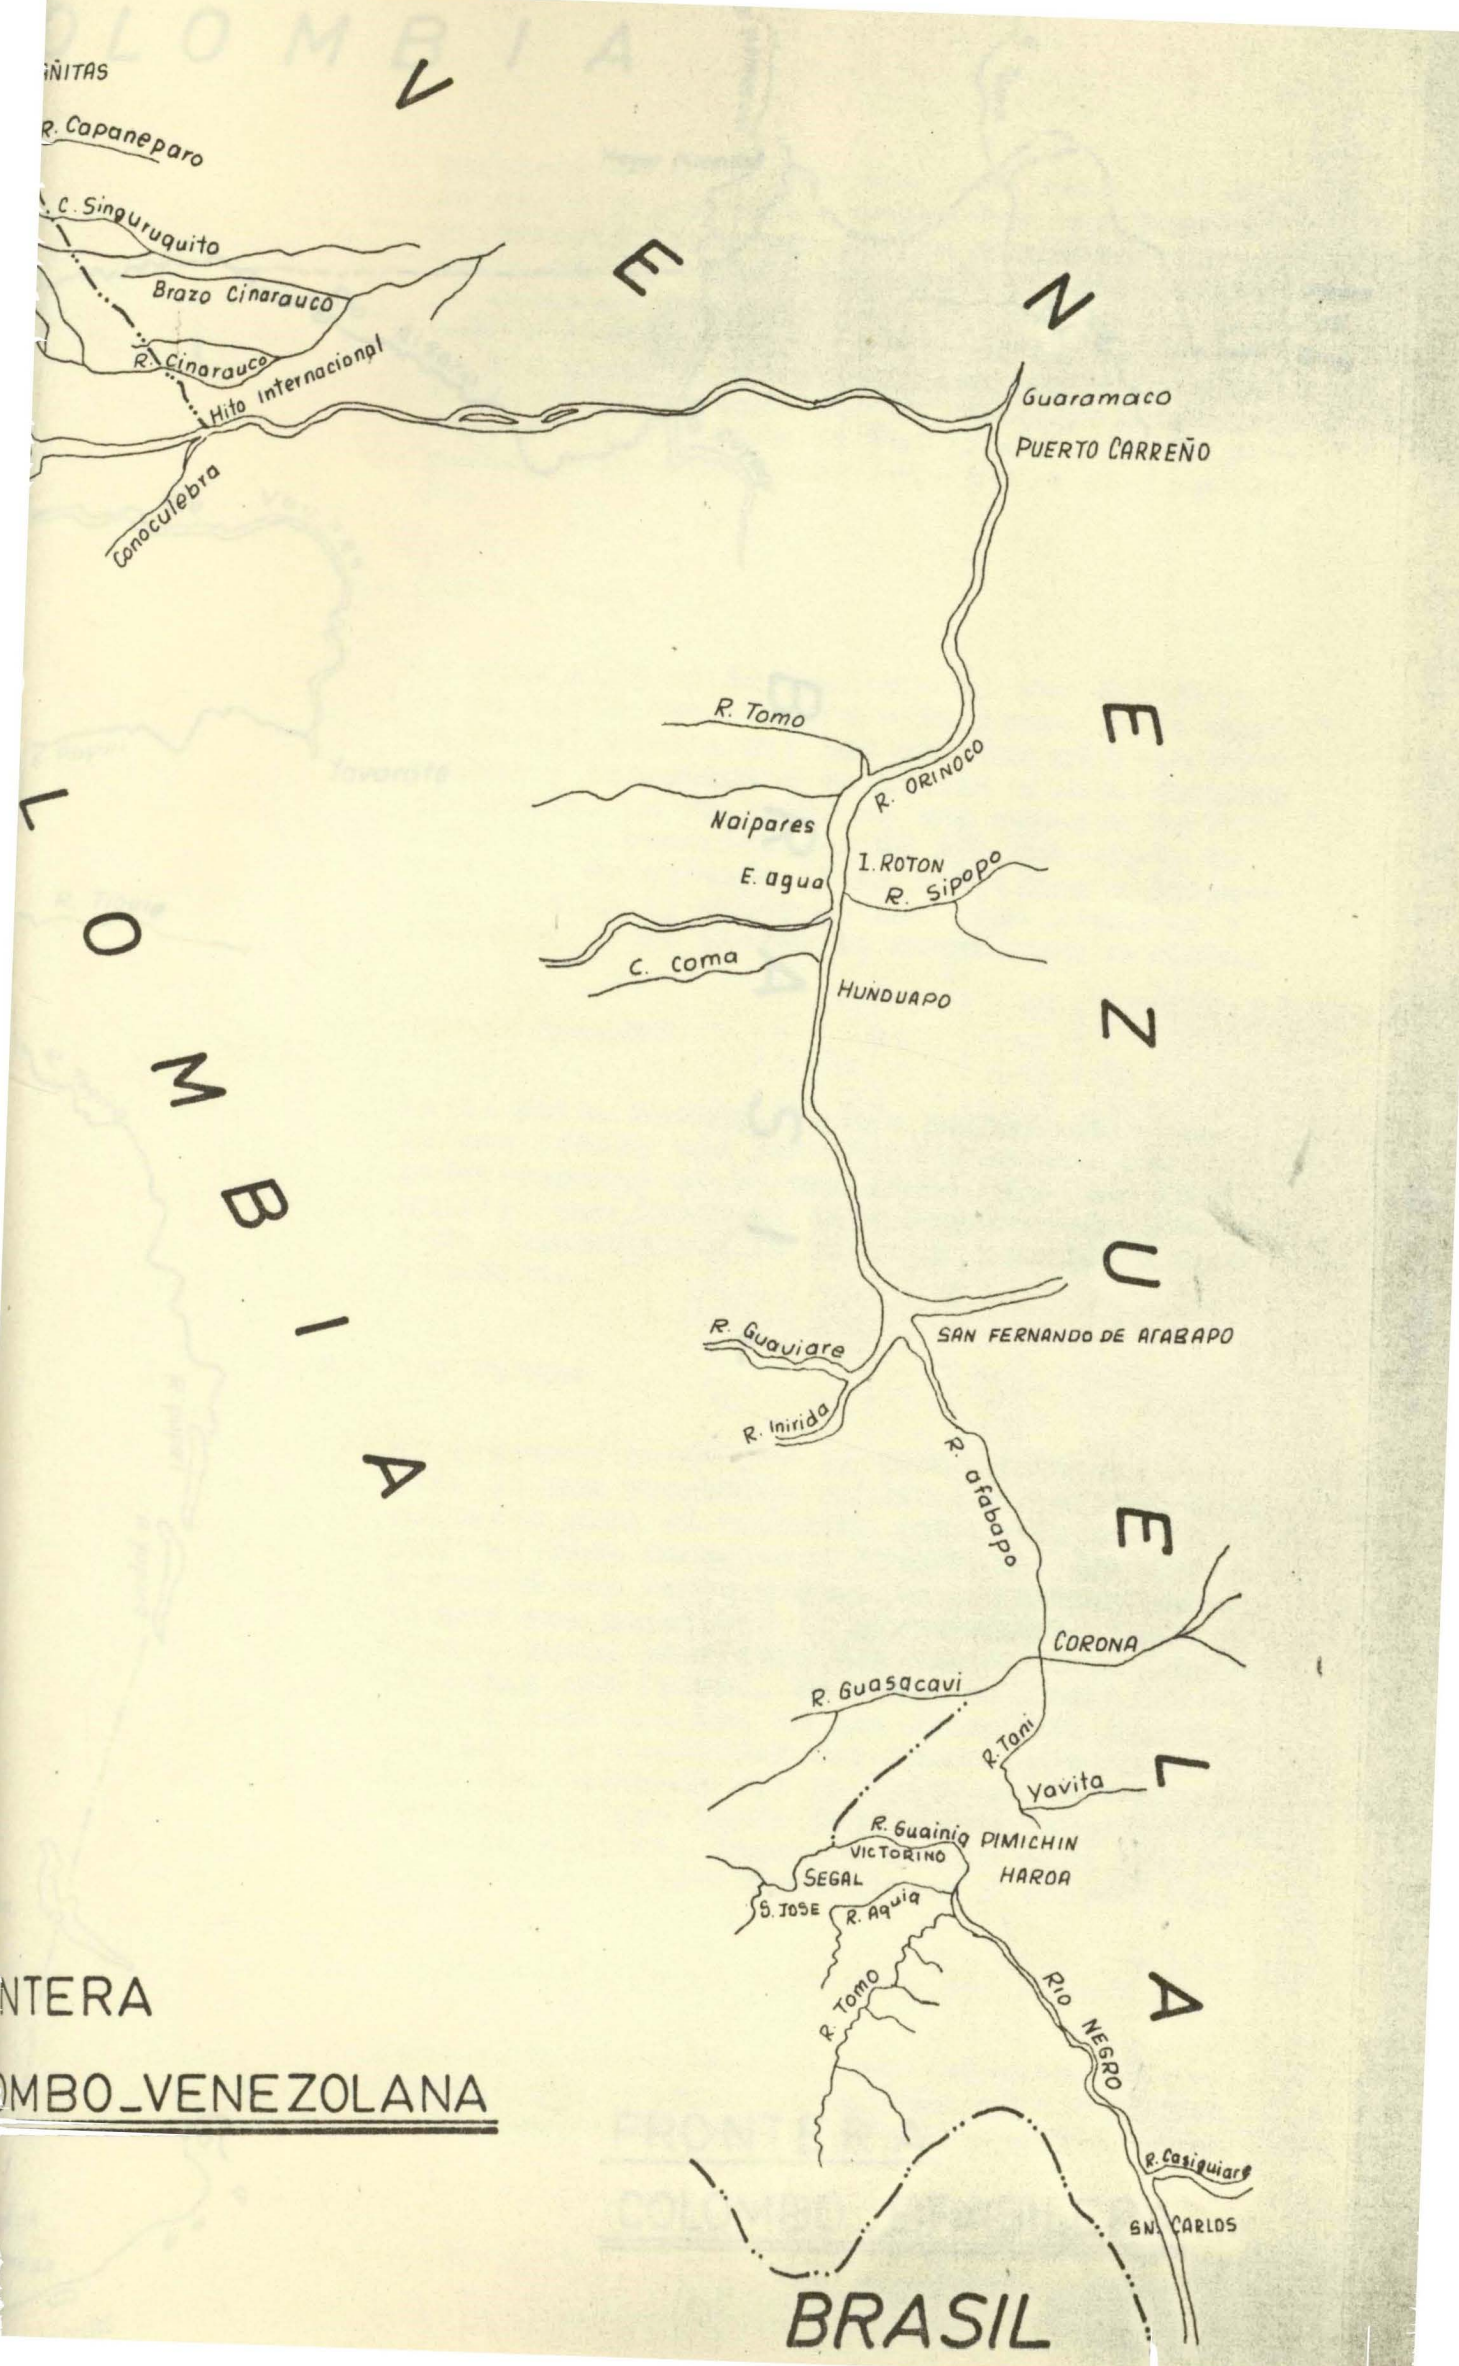 V E N E Z U E L A
R. Capaneparo
C. Singuruquito
Brazo Cinarauco
R. Cinarauco
Hito Internacional
Conoculebra
Guaramaco
PUERTO CARREÑO
R. Tomo
R. ORINOCO
Naipares
I. ROTON
E. agua
R. Sipopo
C. Coma
HUNDUAPO
L O M B I A
R. Guaviare
SAN FERNANDO DE ATABAPO
R. Inirida
R. atabapo
CORONA
R. Guasacavi
R. Tani
Yavita
R. Guainia
PIMICHIN
VICTORINO
SEGAL
HAROA
S. JOSE
R. Aquia
R. Tomo
RIO NEGRO
NTERA
OMBO_VENEZOLANA
R. Casiquiare
SN. CARLOS
BRASIL